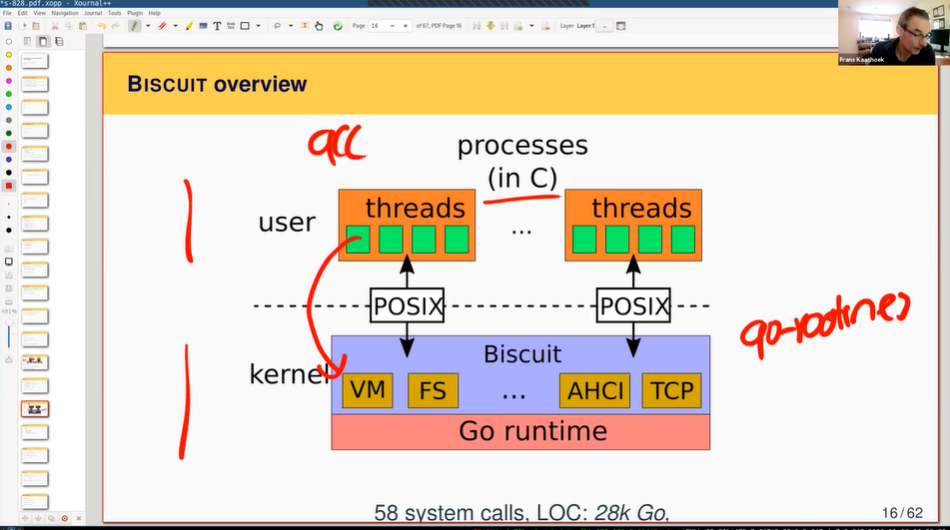 *s-828.pdf.xopp - Xournal++
File Edit View Navigation Journal Tools Plugin Help
Page 16 of 67, PDF Page 16 Layer Layer 1
Frans Kaashoek
BISCUIT overview
processes
(in C)
user threads ... threads
POSIX POSIX
go-rootines
Biscuit
kernel VM FS ... AHCI TCP
Go runtime
491%
58 system calls, LOC: 28k Go,
16 / 62